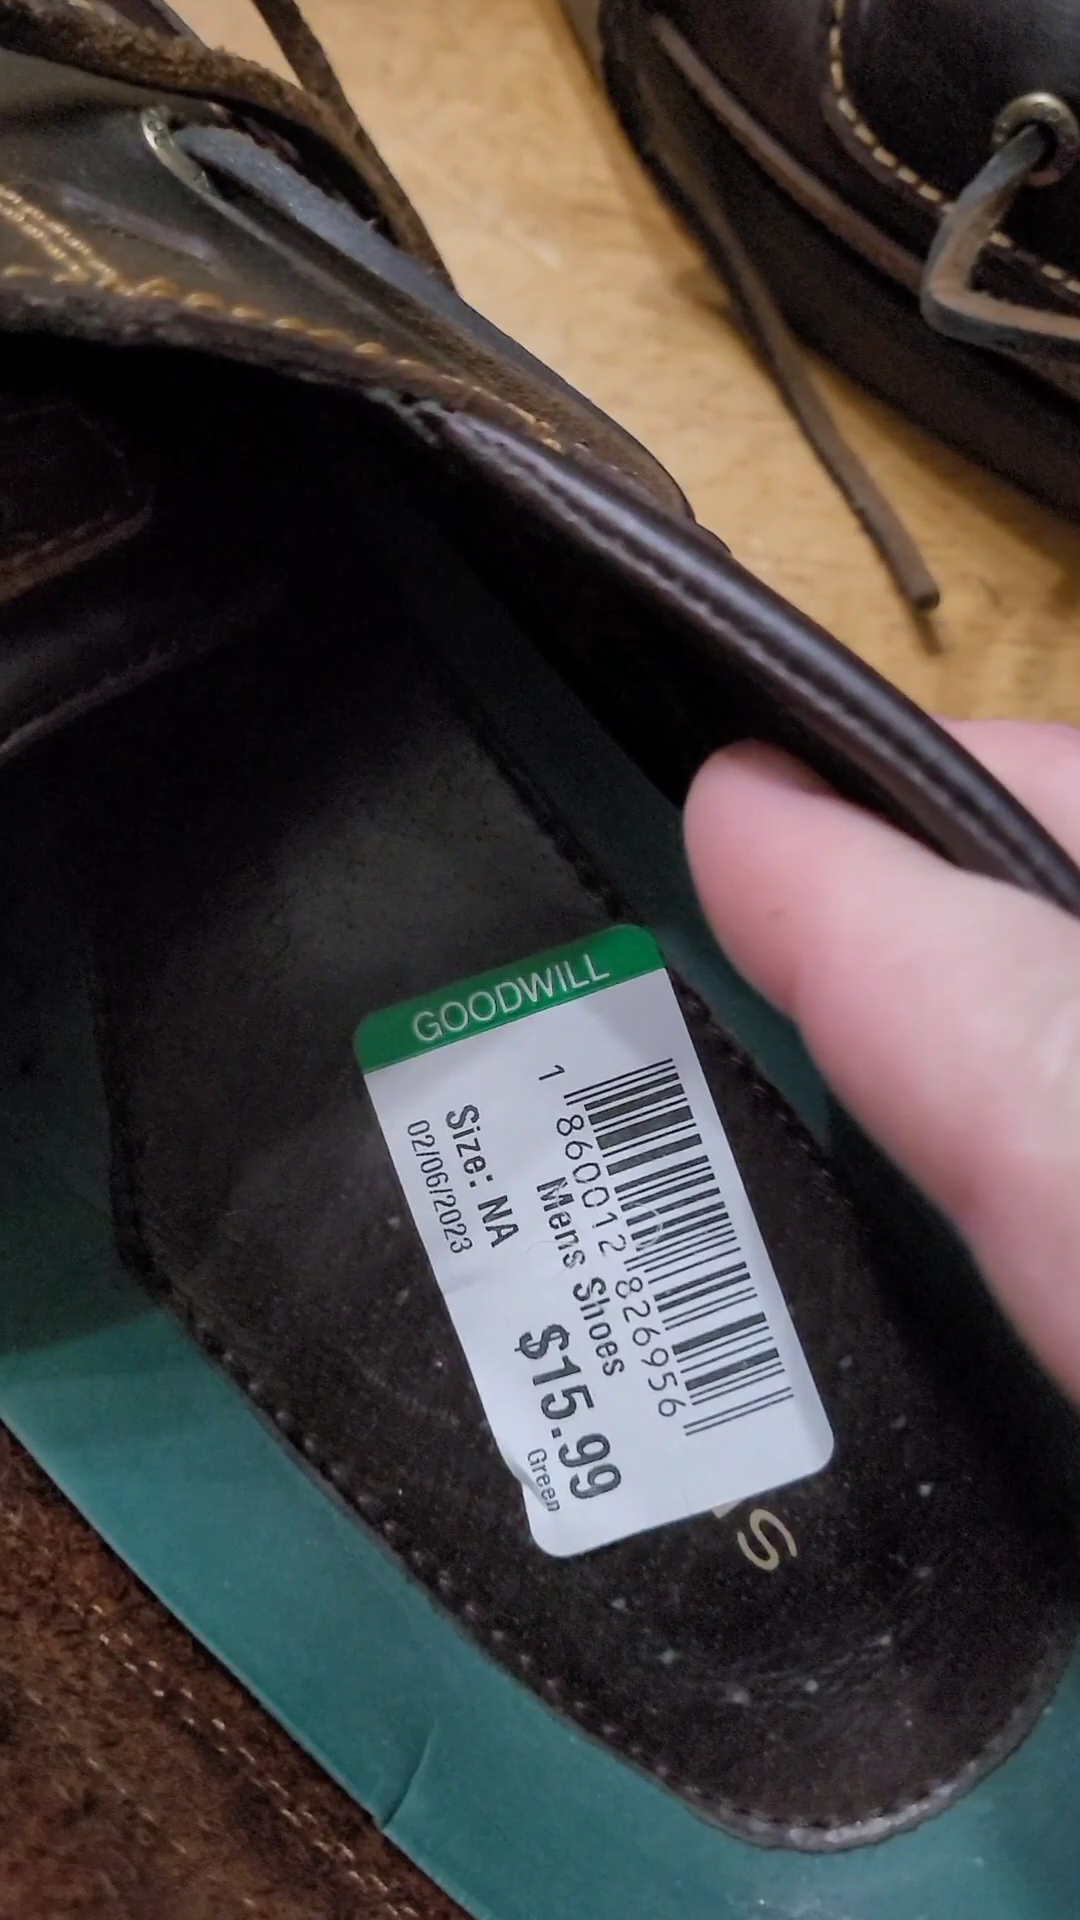 GOODWILL
1 860012 826956
Mens Shoes
$15.99
Size: NA
Green
02/06/2023
S